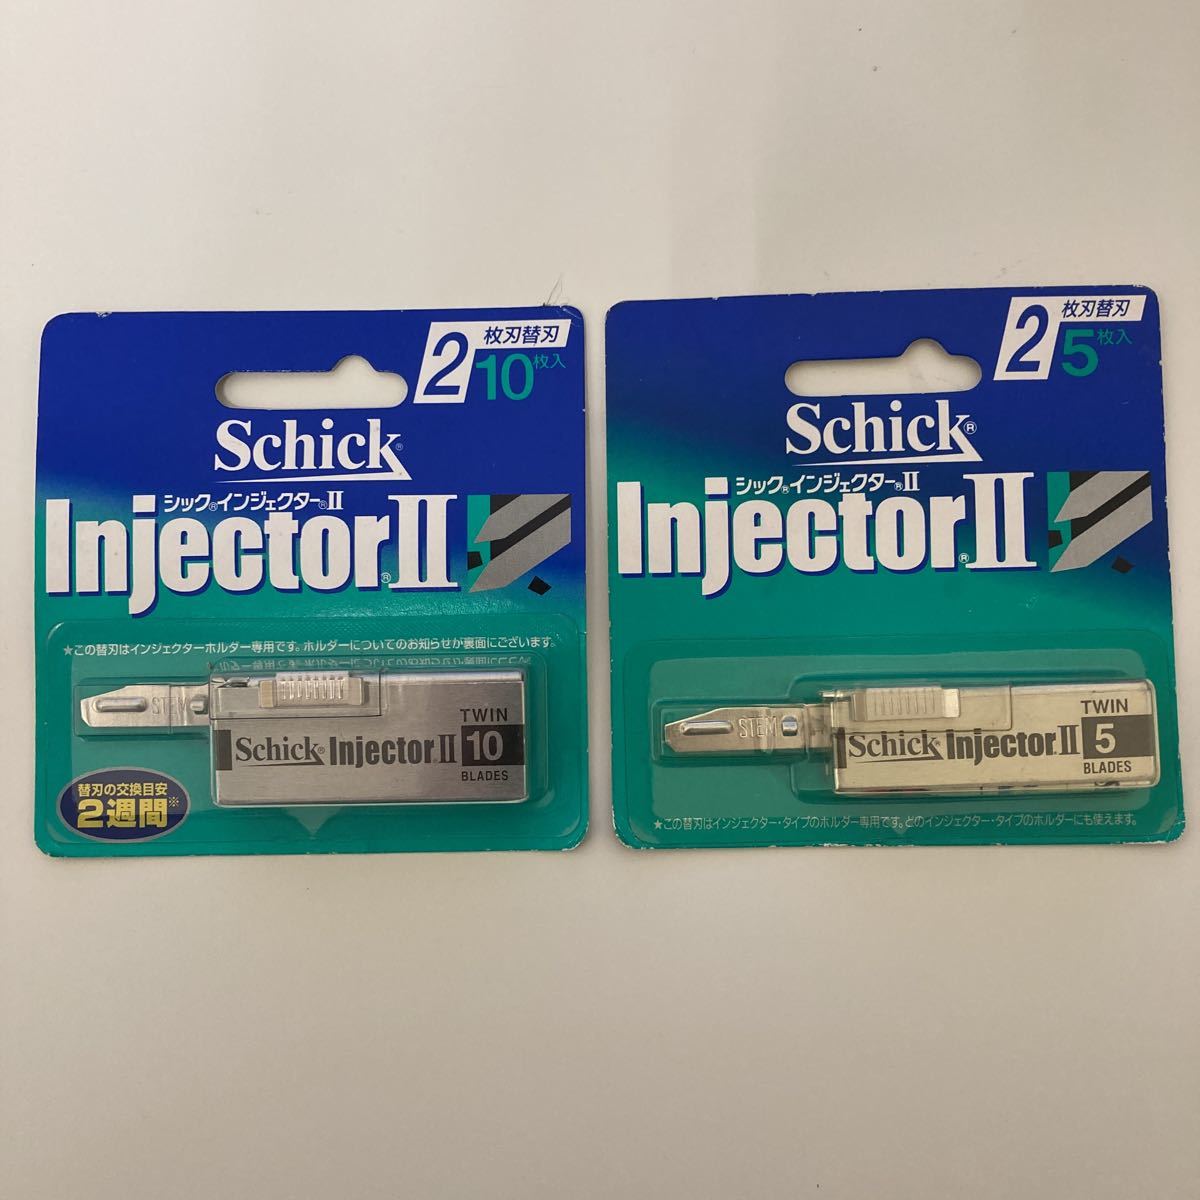 2 枚刃替刃
10枚入
Schick®
シック®インジェクター®II
Injector®II
★この替刃はインジェクターホルダー専用です。ホルダーについてのお知らせが裏面にございます。
STEM
TWIN
Schick® Injector®II 10
BLADES
替刃の交換目安
2週間※
2 枚刃替刃
5枚入
Schick®
シック®インジェクター®II
Injector®II
STEM
TWIN
Schick® Injector®II 5
BLADES
★この替刃はインジェクター・タイプのホルダー専用です。どのインジェクター・タイプのホルダーにも使えます。